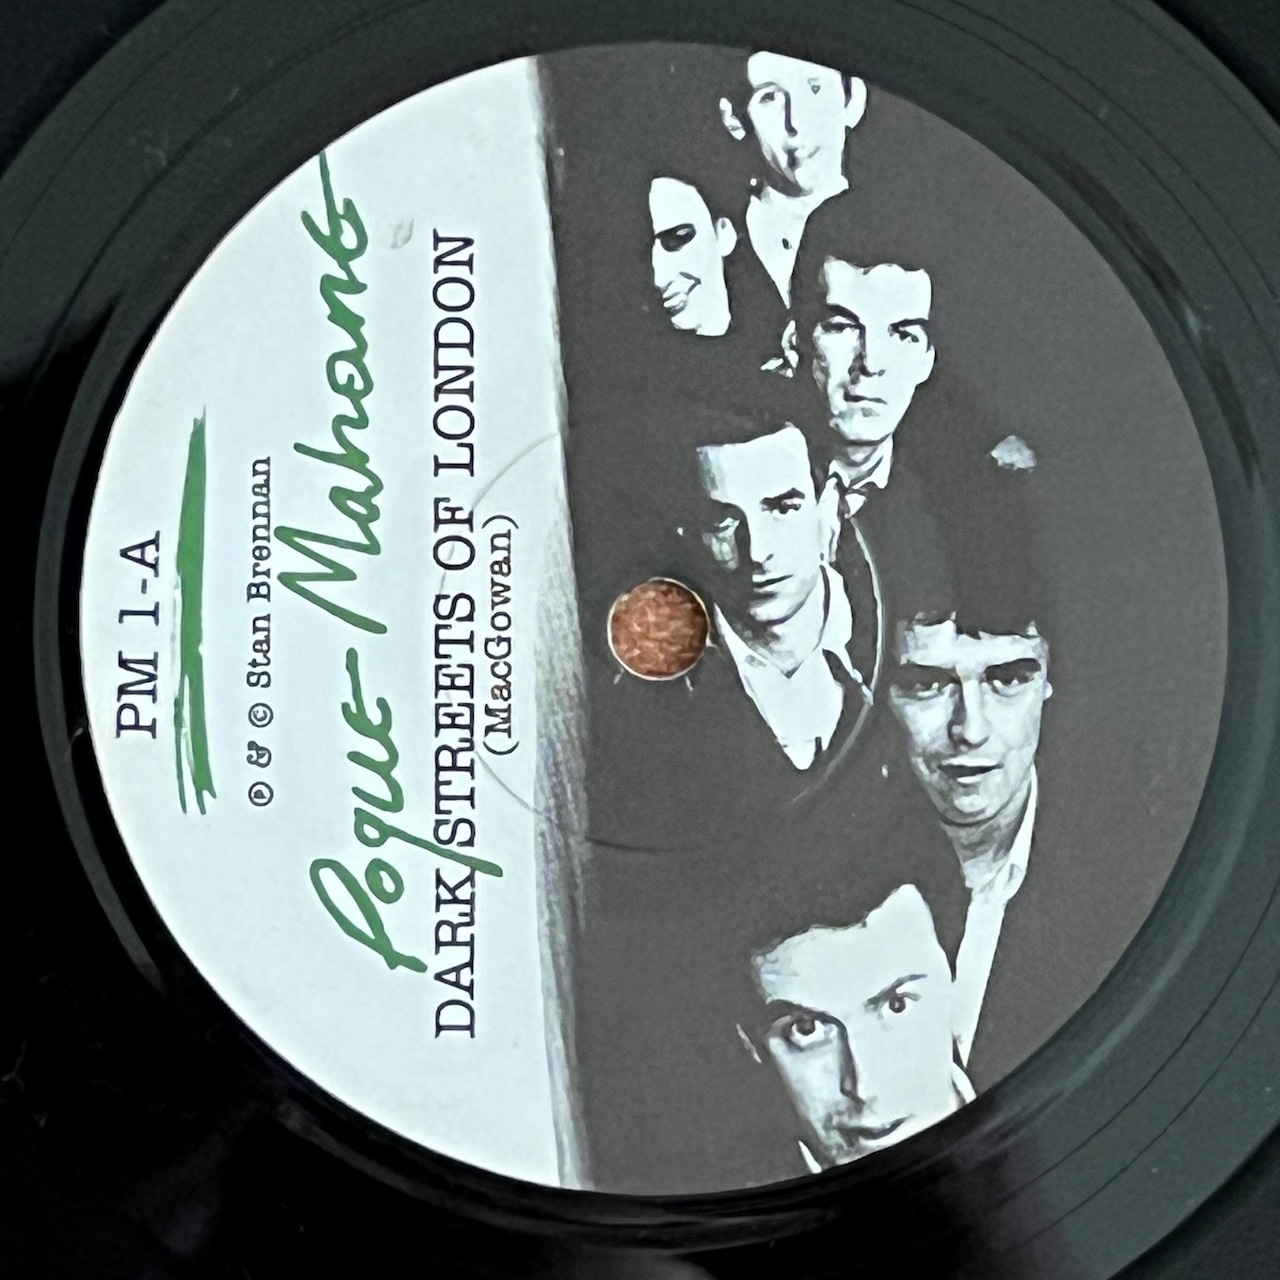 PM 1-A
℗ & © Stan Brennan
Pogue Mahone
DARK STREETS OF LONDON
(MacGowan)